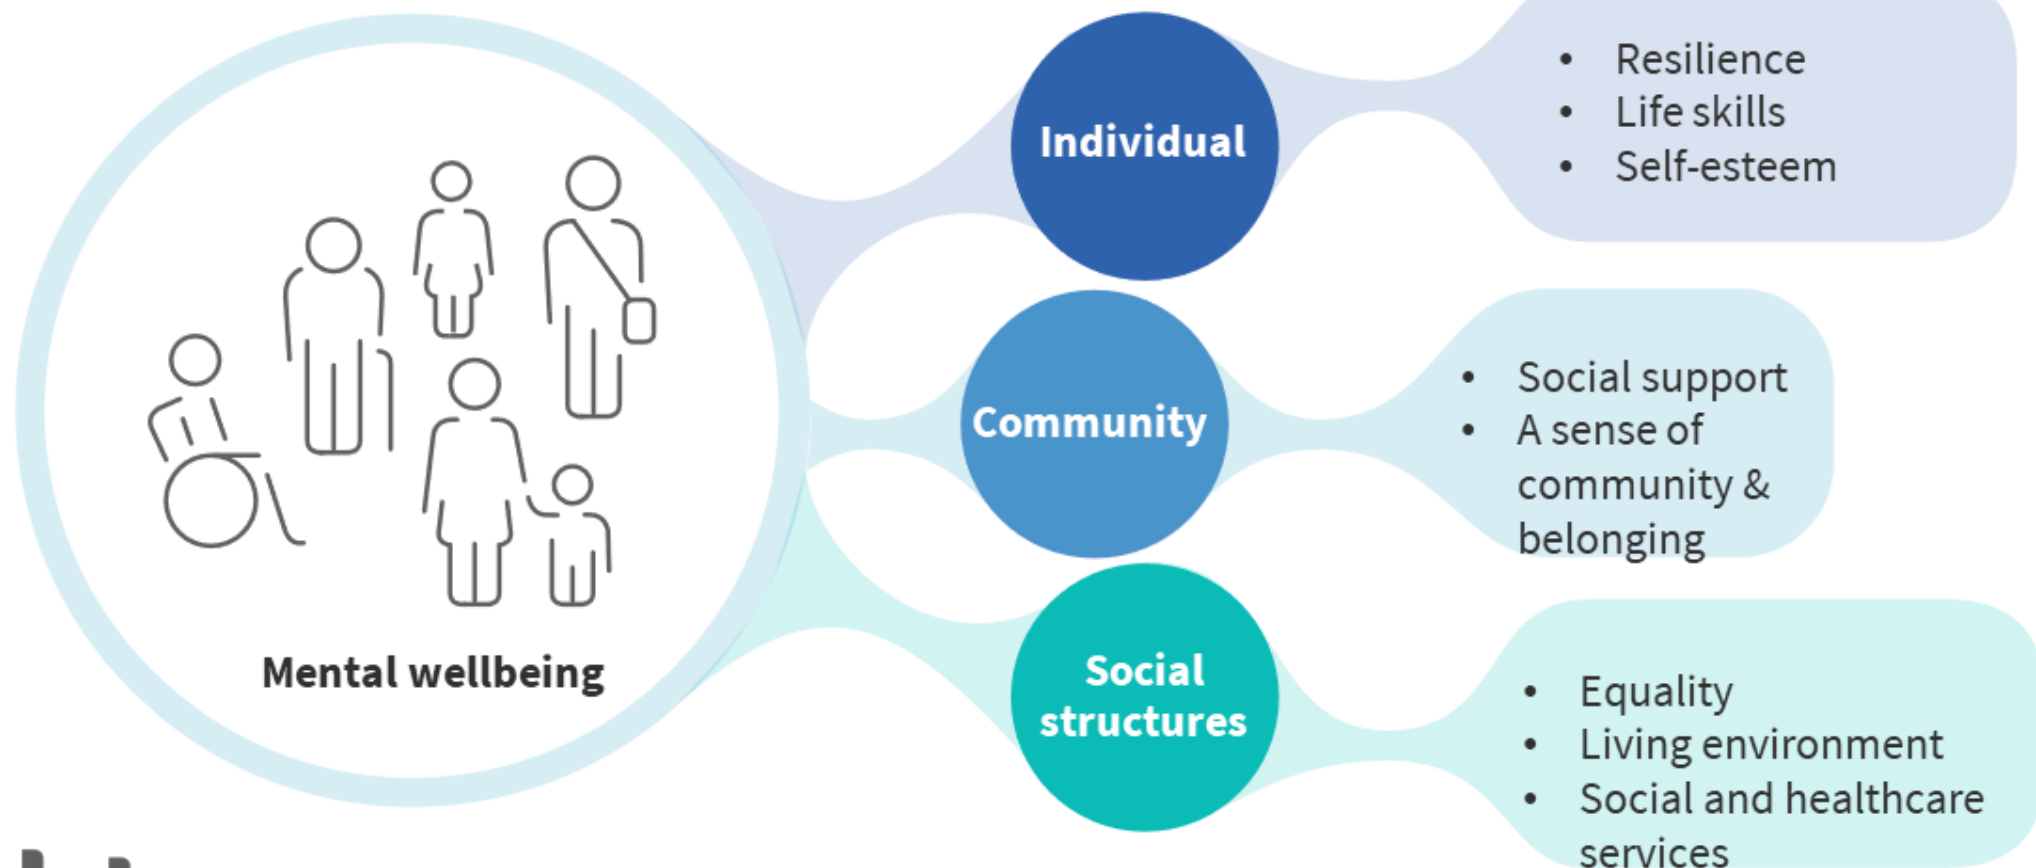 Individual
• Resilience
• Life skills
• Self-esteem
Community
• Social support
• A sense of
community &
belonging
Mental wellbeing
Social
structures
• Equality
• Living environment
• Social and healthcare
services